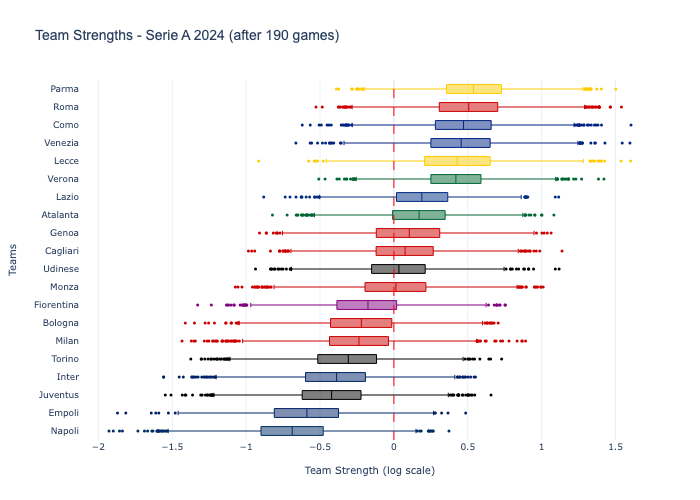 Team Strengths - Serie A 2024 (after 190 games)
Parma
Roma
Como
Venezia
Lecce
Verona
Lazio
Atalanta
Genoa
Cagliari
Udinese
Monza
Fiorentina
Bologna
Milan
Torino
Inter
Juventus
Empoli
Napoli
Teams
−2 −1.5 −1 −0.5 0 0.5 1 1.5
Team Strength (log scale)